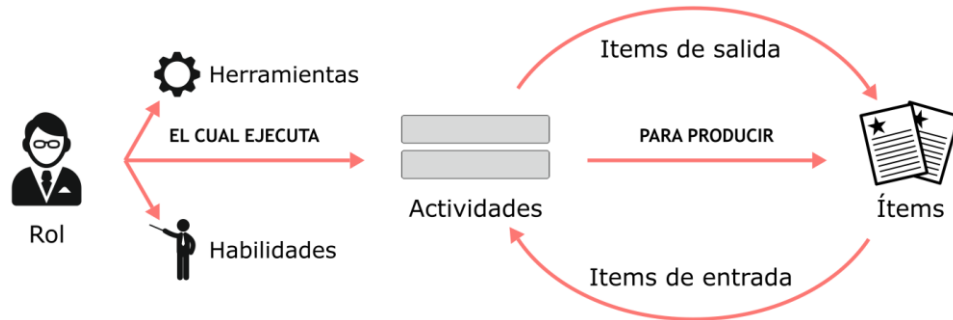 Items de salida
Herramientas
EL CUAL EJECUTA
PARA PRODUCIR
Rol
Actividades
Ítems
Habilidades
Items de entrada